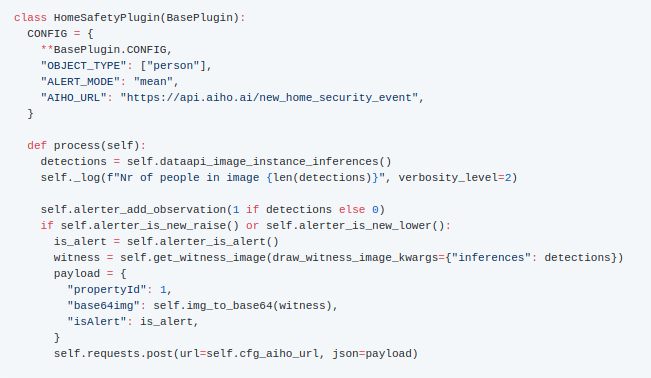 class HomeSafetyPlugin(BasePlugin):
  CONFIG = {
    **BasePlugin.CONFIG,
    "OBJECT_TYPE": ["person"],
    "ALERT_MODE": "mean",
    "AIHO_URL": "https://api.aiho.ai/new_home_security_event",
  }

  def process(self):
    detections = self.dataapi_image_instance_inferences()
    self._log(f"Nr of people in image {len(detections)}", verbosity_level=2)

    self.alerter_add_observation(1 if detections else 0)
    if self.alerter_is_new_raise() or self.alerter_is_new_lower():
      is_alert = self.alerter_is_alert()
      witness = self.get_witness_image(draw_witness_image_kwargs={"inferences": detections})
      payload = {
        "propertyId": 1,
        "base64img": self.img_to_base64(witness),
        "isAlert": is_alert,
      }
      self.requests.post(url=self.cfg_aiho_url, json=payload)